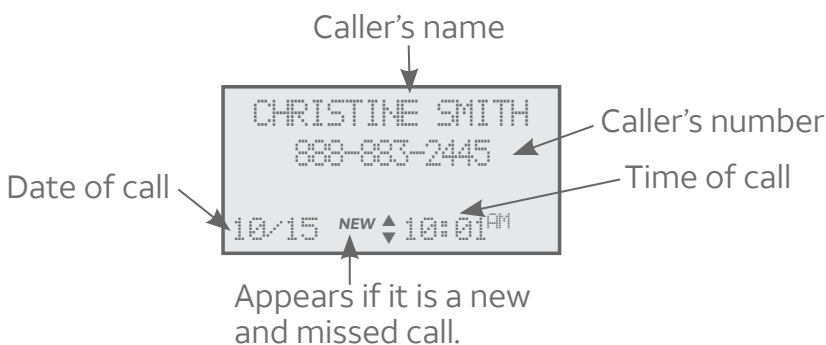 Caller's name
CHRISTINE SMITH
888-883-2445
Caller's number
Date of call
Time of call
10/15 NEW 10:01AM
Appears if it is a new
and missed call.